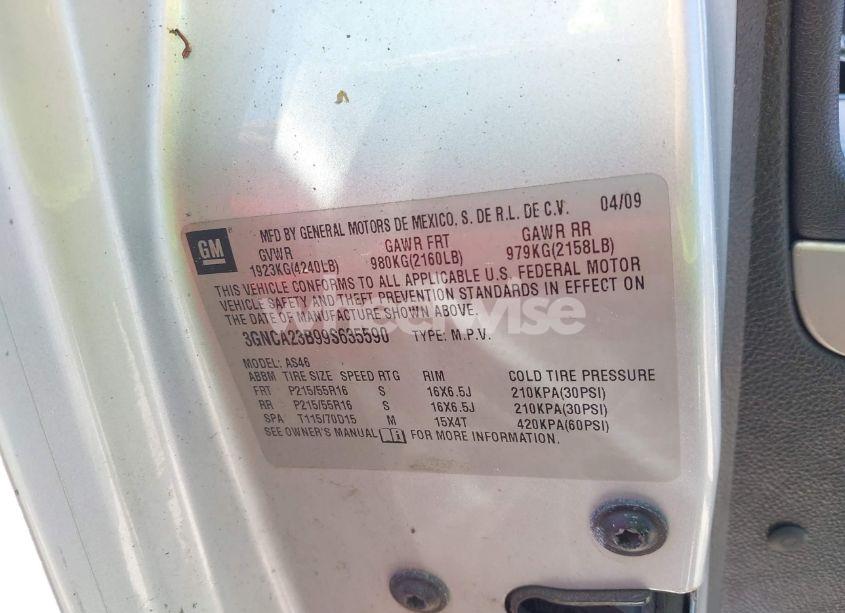 GM
MFD BY GENERAL MOTORS DE MEXICO, S. DE R.L. DE C.V. 04/09
GVWR GAWR FRT GAWR RR
1923KG(4240LB) 980KG(2160LB) 979KG(2158LB)
THIS VEHICLE CONFORMS TO ALL APPLICABLE U.S. FEDERAL MOTOR
VEHICLE SAFETY AND THEFT PREVENTION STANDARDS IN EFFECT ON
THE DATE OF MANUFACTURE SHOWN ABOVE.
3GNCA23B99S635590 TYPE: M.P.V.
MODEL: AS46
ABBM TIRE SIZE SPEED RTG RIM COLD TIRE PRESSURE
FRT P215/55R16 S 16X6.5J 210KPA(30PSI)
RR P215/55R16 S 16X6.5J 210KPA(30PSI)
SPA T115/70D15 M 15X4T 420KPA(60PSI)
SEE OWNER'S MANUAL FOR MORE INFORMATION.